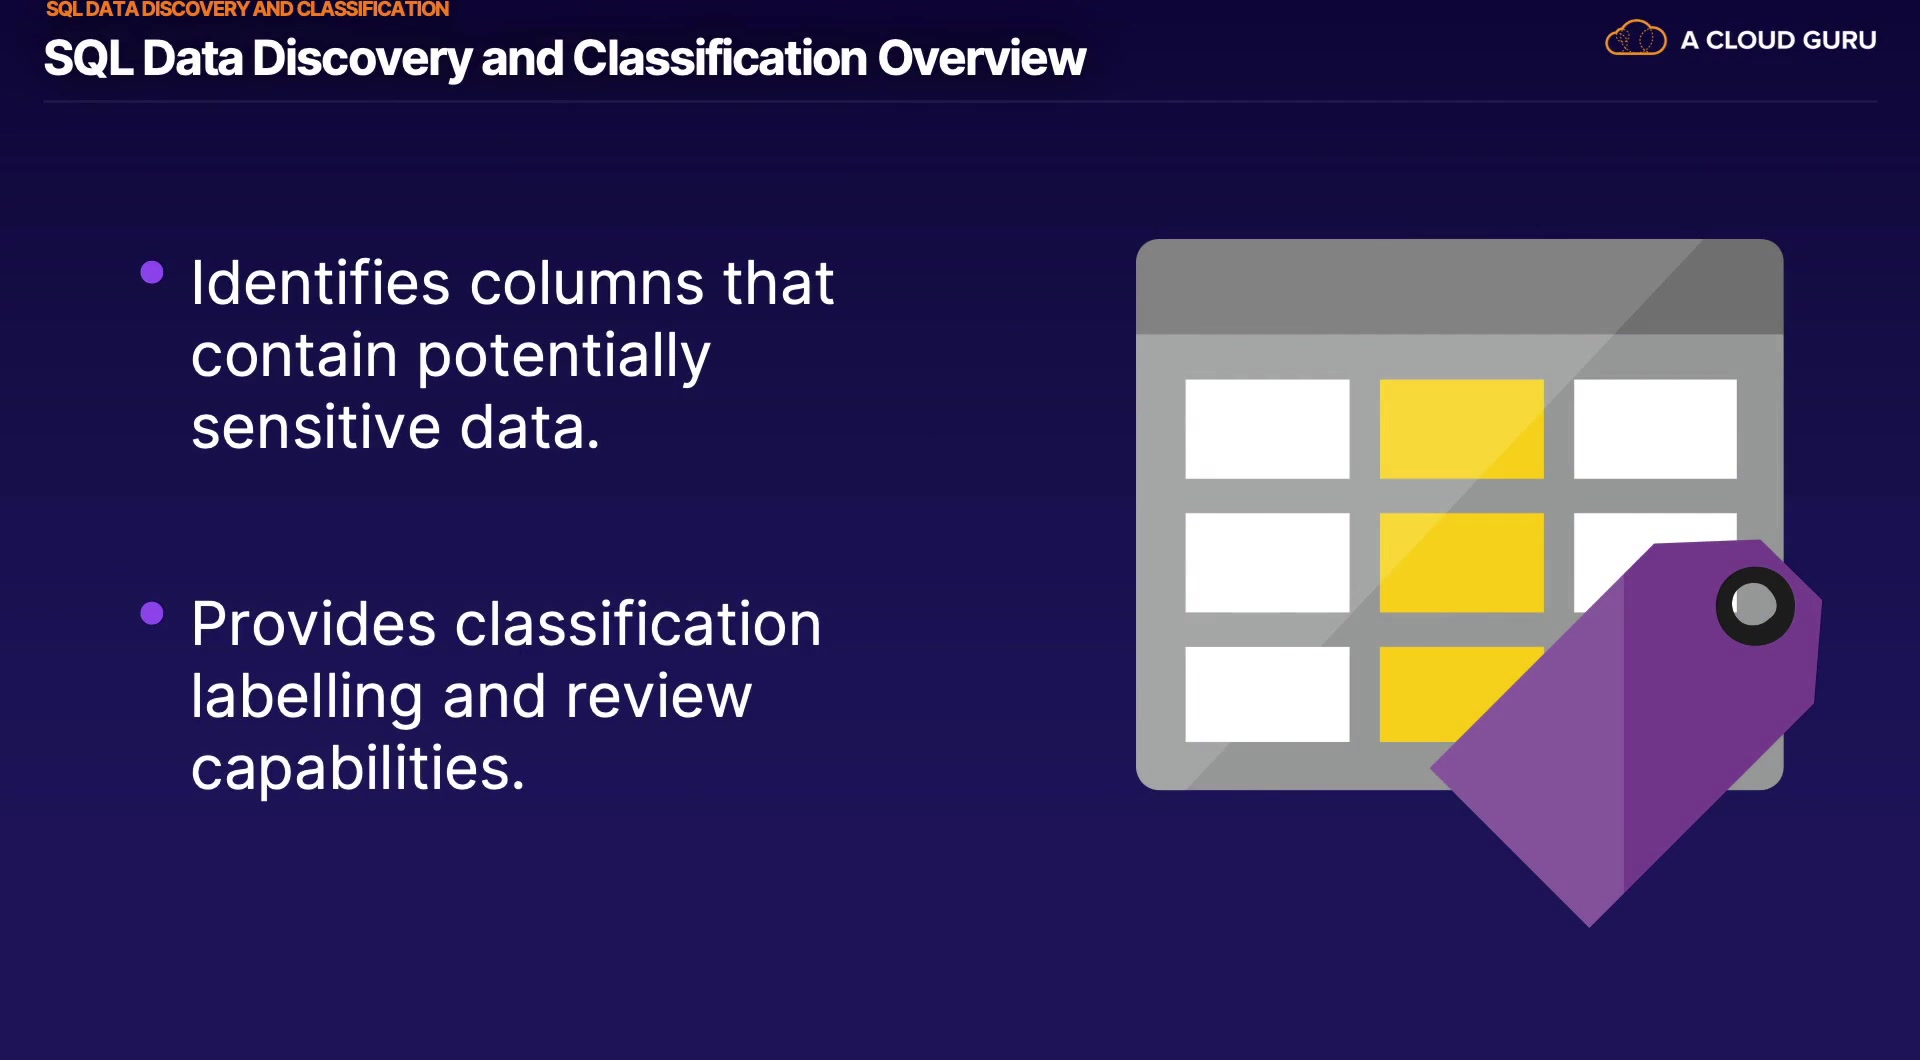 SQL DATA DISCOVERY AND CLASSIFICATION
SQL Data Discovery and Classification Overview
A CLOUD GURU
• Identifies columns that
contain potentially
sensitive data.
• Provides classification
labelling and review
capabilities.